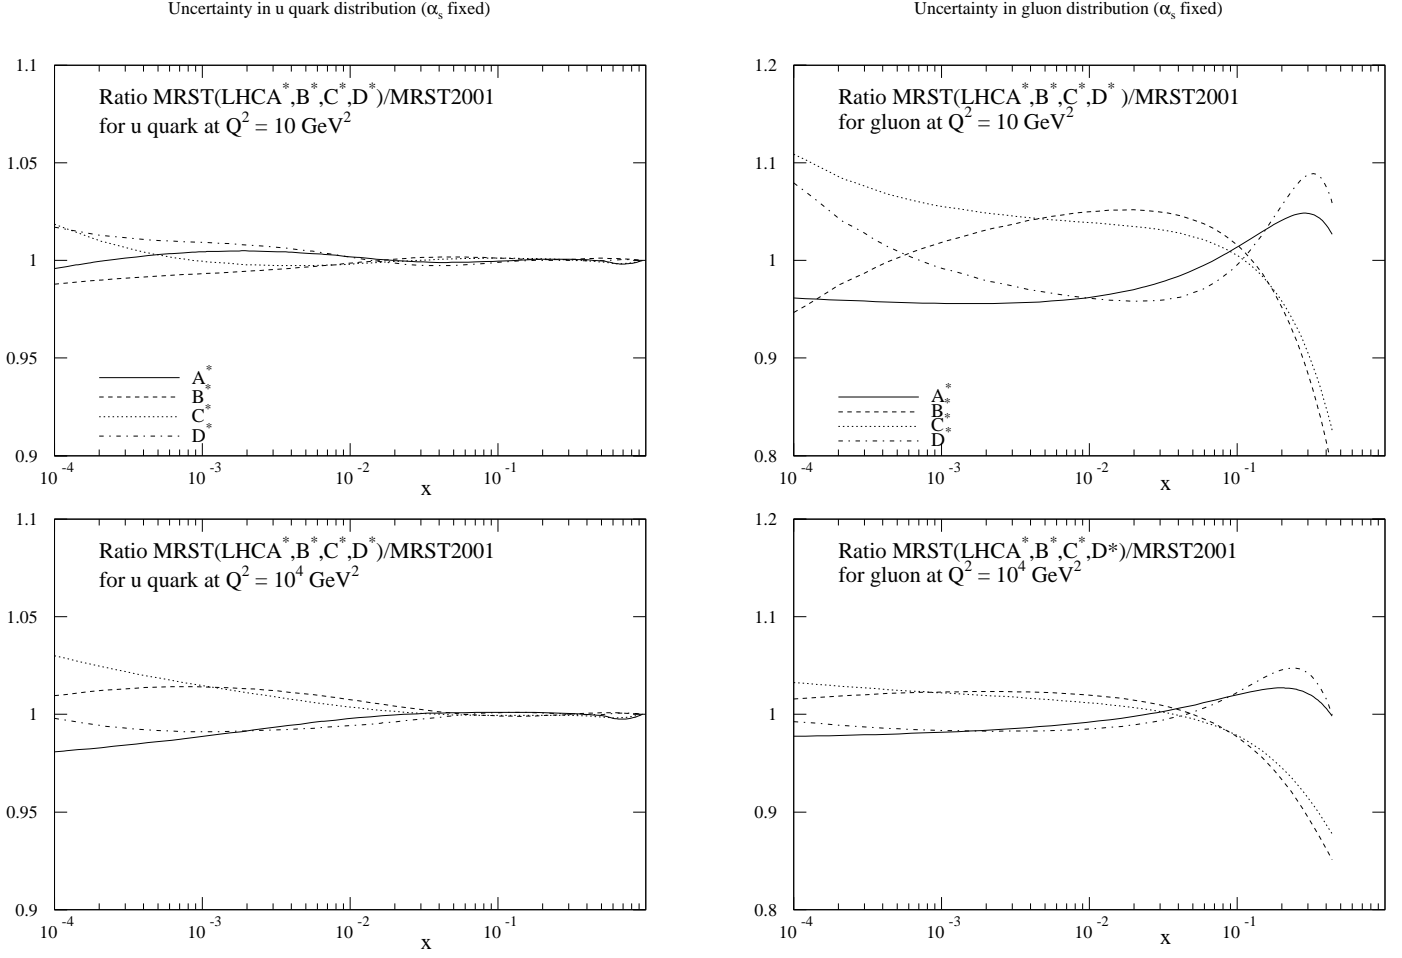 Uncertainty in u quark distribution (αₛ fixed)
1.1
Ratio MRST(LHCA*,B*,C*,D*)/MRST2001
for u quark at Q² = 10 GeV²
1.05
1
0.95
A*
B*
C*
D*
0.9
10⁻⁴
10⁻³
10⁻²
10⁻¹
x
Uncertainty in gluon distribution (αₛ fixed)
1.2
Ratio MRST(LHCA*,B*,C*,D* )/MRST2001
for gluon at Q² = 10 GeV²
1.1
1
0.9
A*
B*
C*
D*
0.8
10⁻⁴
10⁻³
10⁻²
10⁻¹
x
1.1
Ratio MRST(LHCA*,B*,C*,D*)/MRST2001
for u quark at Q² = 10⁴ GeV²
1.05
1
0.95
0.9
10⁻⁴
10⁻³
10⁻²
10⁻¹
x
1.2
Ratio MRST(LHCA*,B*,C*,D*)/MRST2001
for gluon at Q² = 10⁴ GeV²
1.1
1
0.9
0.8
10⁻⁴
10⁻³
10⁻²
10⁻¹
x